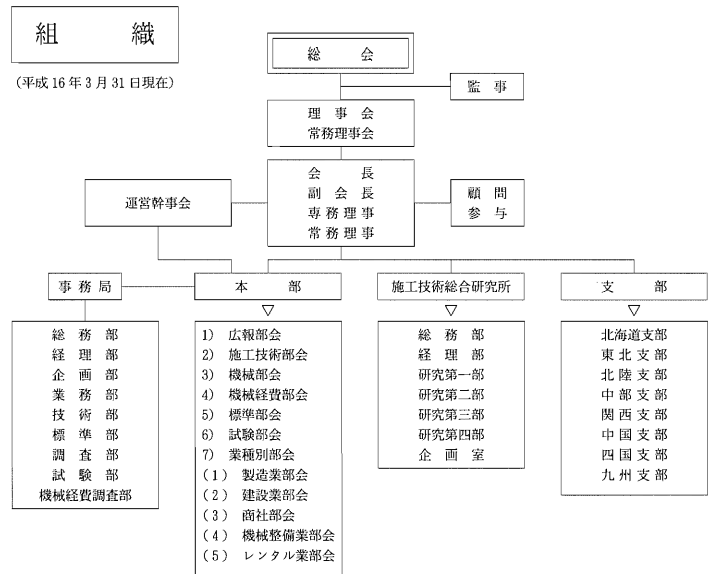 組織
(平成16年3月31日現在)
総会
監事
理事会
常務理事会
会長
副会長
専務理事
常務理事
運営幹事会
顧問
参与
事務局
総務部
経理部
企画部
業務部
技術部
標準部
調査部
試験部
機械経費調査部
本部
1) 広報部会
2) 施工技術部会
3) 機械部会
4) 機械経費部会
5) 標準部会
6) 試験部会
7) 業種別部会
(1) 製造業部会
(2) 建設業部会
(3) 商社部会
(4) 機械整備業部会
(5) レンタル業部会
施工技術総合研究所
総務部
経理部
研究第一部
研究第二部
研究第三部
研究第四部
企画室
支部
北海道支部
東北支部
北陸支部
中部支部
関西支部
中国支部
四国支部
九州支部